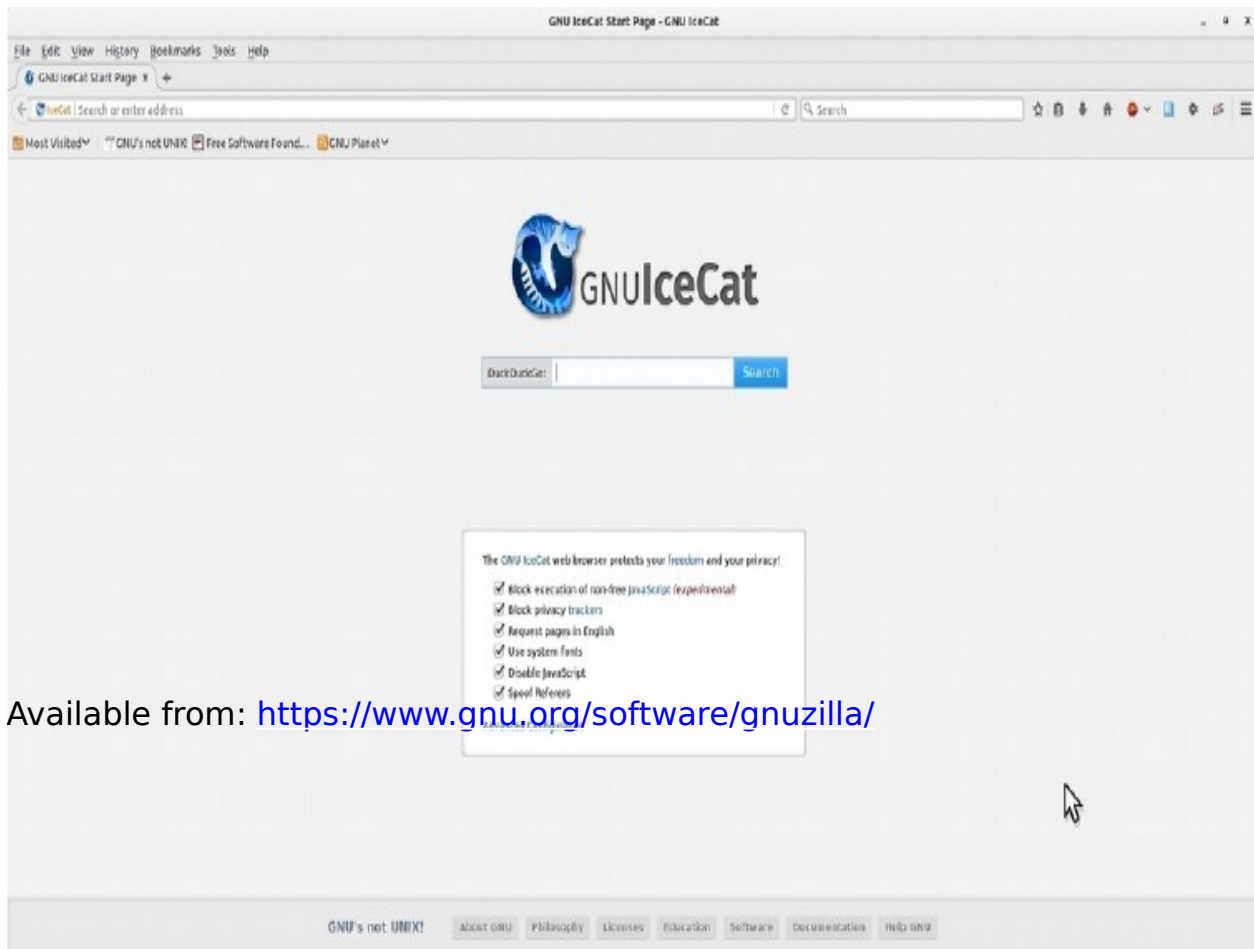 GNU IceCat Start Page - GNU IceCat
File Edit View History Bookmarks Tools Help
GNU IceCat Start Page
IceCat Search or enter address
Search
Most Visited GNU's not UNIX Free Software Found... GNU Planet
GNUIceCat
DuckDuckGo:
Search
The GNU IceCat web browser protects your freedom and your privacy!
Block execution of non-free JavaScript (experimental)
Block privacy trackers
Request pages in English
Use system fonts
Disable JavaScript
Spoof Referers
Available from: https://www.gnu.org/software/gnuzilla/
GNU's not UNIX! About GNU Philosophy Licenses Education Software Documentation Help GNU